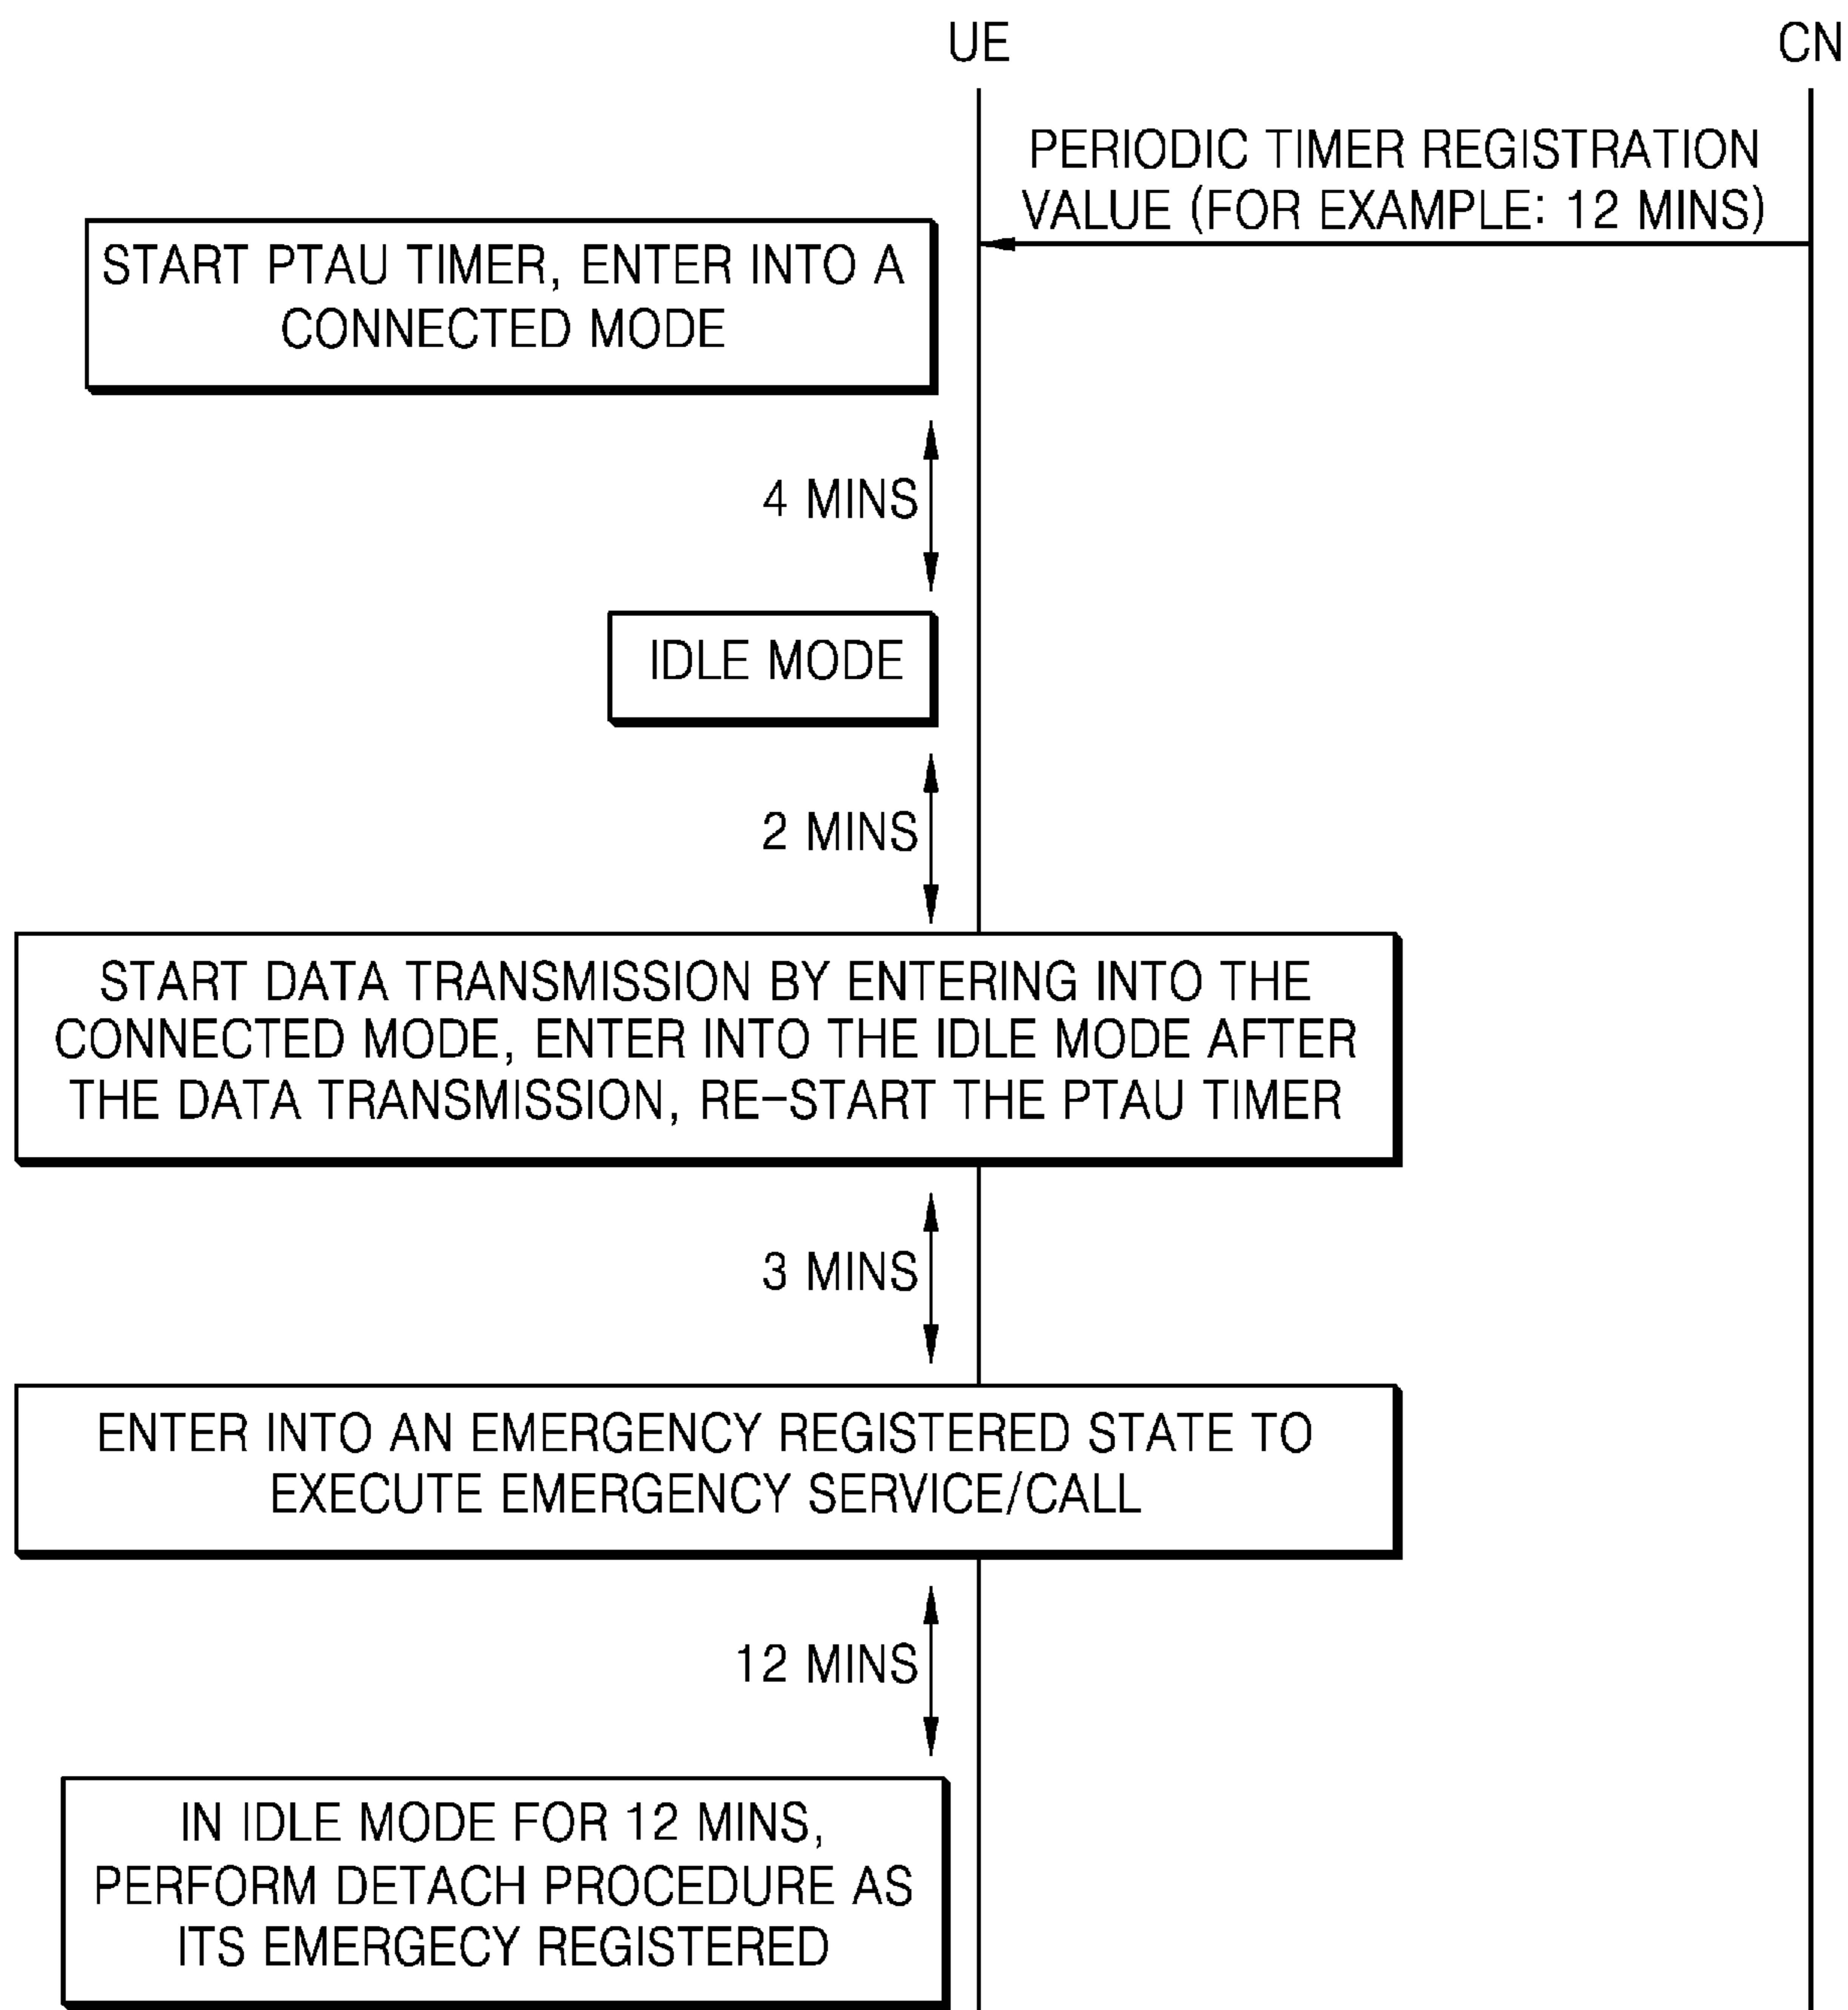 UE
CN
PERIODIC TIMER REGISTRATION
VALUE (FOR EXAMPLE: 12 MINS)
START PTAU TIMER, ENTER INTO A
CONNECTED MODE
4 MINS
IDLE MODE
2 MINS
START DATA TRANSMISSION BY ENTERING INTO THE
CONNECTED MODE, ENTER INTO THE IDLE MODE AFTER
THE DATA TRANSMISSION, RE-START THE PTAU TIMER
3 MINS
ENTER INTO AN EMERGENCY REGISTERED STATE TO
EXECUTE EMERGENCY SERVICE/CALL
12 MINS
IN IDLE MODE FOR 12 MINS,
PERFORM DETACH PROCEDURE AS
ITS EMERGECY REGISTERED